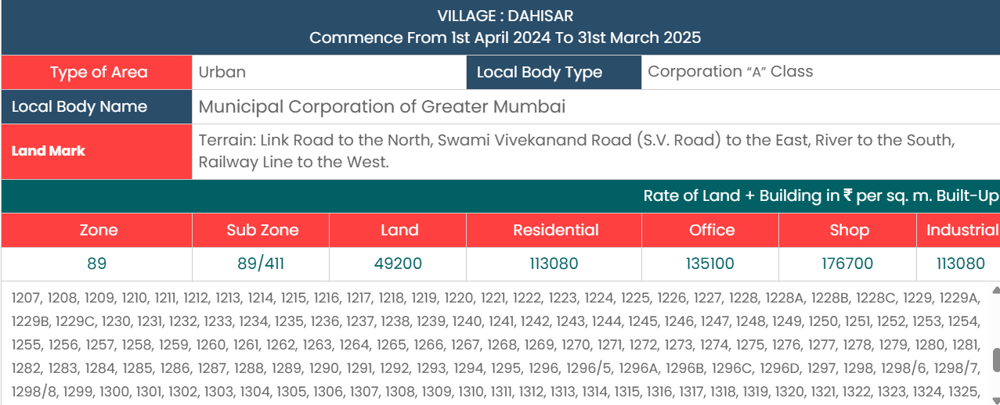 VILLAGE : DAHISAR
Commence From 1st April 2024 To 31st March 2025
Type of Area Urban Local Body Type Corporation “A” Class
Local Body Name Municipal Corporation of Greater Mumbai
Land Mark Terrain: Link Road to the North, Swami Vivekanand Road (S.V. Road) to the East, River to the South,
Railway Line to the West.
Rate of Land + Building in ₹ per sq. m. Built-Up
Zone Sub Zone Land Residential Office Shop Industrial
89 89/411 49200 113080 135100 176700 113080
1207, 1208, 1209, 1210, 1211, 1212, 1213, 1214, 1215, 1216, 1217, 1218, 1219, 1220, 1221, 1222, 1223, 1224, 1225, 1226, 1227, 1228, 1228A, 1228B, 1228C, 1229, 1229A,
1229B, 1229C, 1230, 1231, 1232, 1233, 1234, 1235, 1236, 1237, 1238, 1239, 1240, 1241, 1242, 1243, 1244, 1245, 1246, 1247, 1248, 1249, 1250, 1251, 1252, 1253, 1254,
1255, 1256, 1257, 1258, 1259, 1260, 1261, 1262, 1263, 1264, 1265, 1266, 1267, 1268, 1269, 1270, 1271, 1272, 1273, 1274, 1275, 1276, 1277, 1278, 1279, 1280, 1281,
1282, 1283, 1284, 1285, 1286, 1287, 1288, 1289, 1290, 1291, 1292, 1293, 1294, 1295, 1296, 1296/5, 1296A, 1296B, 1296C, 1296D, 1297, 1298, 1298/6, 1298/7,
1298/8, 1299, 1300, 1301, 1302, 1303, 1304, 1305, 1306, 1307, 1308, 1309, 1310, 1311, 1312, 1313, 1314, 1315, 1316, 1317, 1318, 1319, 1320, 1321, 1322, 1323, 1324, 1325,